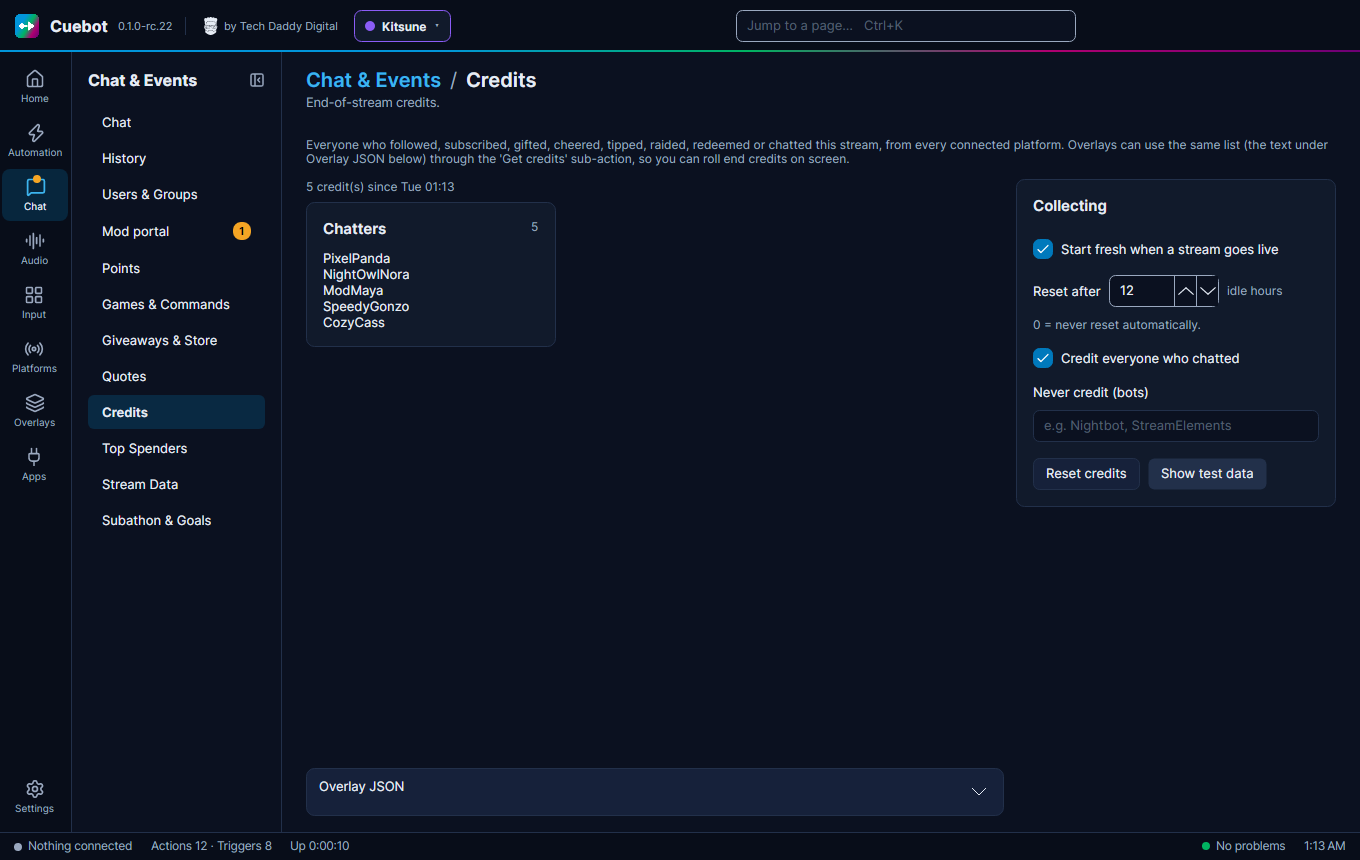 Cuebot 0.1.0-rc.22 by Tech Daddy Digital Kitsune
Jump to a page... Ctrl+K
Home
Automation
Chat
Audio
Input
Platforms
Overlays
Apps
Settings
Chat & Events
Chat
History
Users & Groups
Mod portal 1
Points
Games & Commands
Giveaways & Store
Quotes
Credits
Top Spenders
Stream Data
Subathon & Goals
Chat & Events / Credits
End-of-stream credits.
Everyone who followed, subscribed, gifted, cheered, tipped, raided, redeemed or chatted this stream, from every connected platform. Overlays can use the same list (the text under
Overlay JSON below) through the 'Get credits' sub-action, so you can roll end credits on screen.
5 credit(s) since Tue 01:13
Chatters 5
PixelPanda
NightOwlNora
ModMaya
SpeedyGonzo
CozyCass
Collecting
Start fresh when a stream goes live
Reset after 12 idle hours
0 = never reset automatically.
Credit everyone who chatted
Never credit (bots)
e.g. Nightbot, StreamElements
Reset credits Show test data
Overlay JSON
Nothing connected Actions 12 · Triggers 8 Up 0:00:10 No problems 1:13 AM